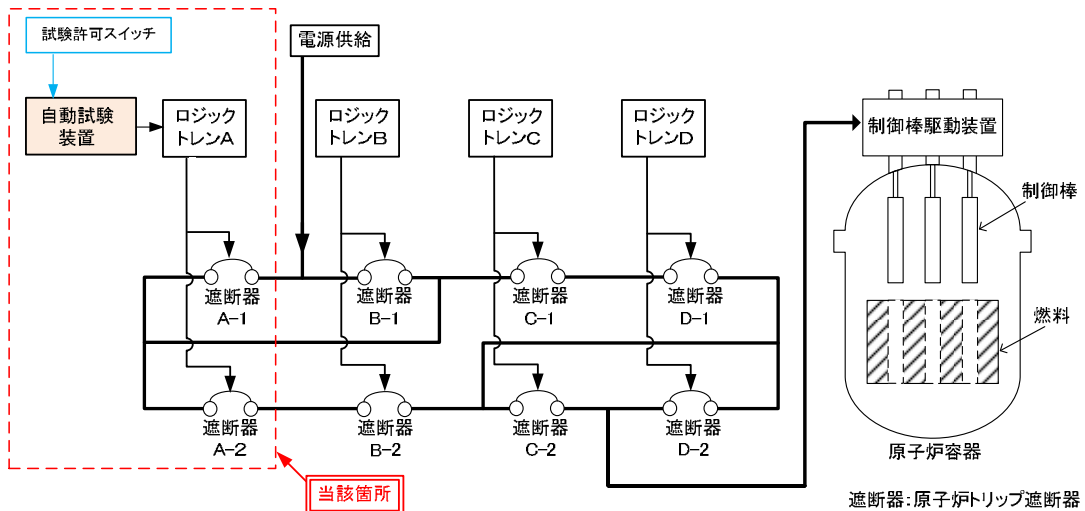 試験許可スイッチ
電源供給
自動試験
装置
ロジック
トレンA
ロジック
トレンB
ロジック
トレンC
ロジック
トレンD
制御棒駆動装置
制御棒
遮断器
A-1
遮断器
B-1
遮断器
C-1
遮断器
D-1
燃料
遮断器
A-2
遮断器
B-2
遮断器
C-2
遮断器
D-2
原子炉容器
当該箇所
遮断器:原子炉トリップ遮断器